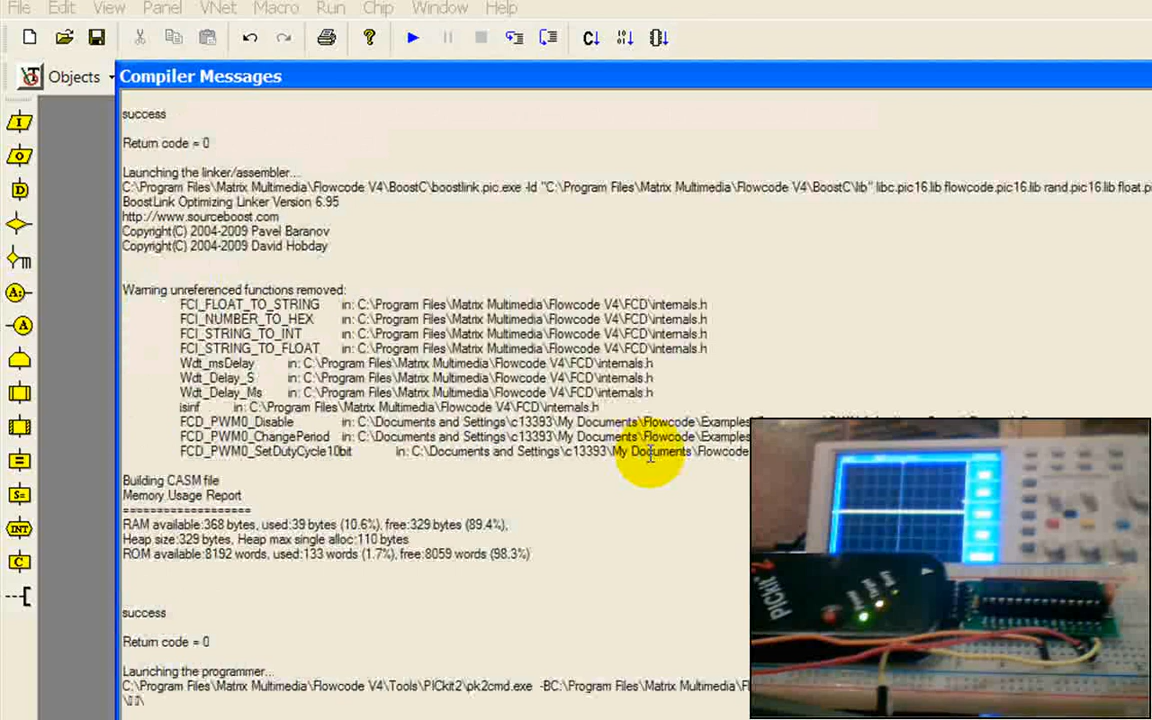 File Edit View Panel VNet Macro Run Chip Window Help
Objects
Compiler Messages
success
Return code = 0
Launching the linker/assembler...
C:\Program Files\Matrix Multimedia\Flowcode V4\BoostC\boostlink.pic.exe -ld "C:\Program Files\Matrix Multimedia\Flowcode V4\BoostC\lib" libc.pic16.lib flowcode.pic16.lib rand.pic16.lib float.pi
BoostLink Optimizing Linker Version 6.95
http://www.sourceboost.com
Copyright(C) 2004-2009 Pavel Baranov
Copyright(C) 2004-2009 David Hobday
Warning unreferenced functions removed:
FCI_FLOAT_TO_STRING in: C:\Program Files\Matrix Multimedia\Flowcode V4\FCD\internals.h
FCI_NUMBER_TO_HEX in: C:\Program Files\Matrix Multimedia\Flowcode V4\FCD\internals.h
FCI_STRING_TO_INT in: C:\Program Files\Matrix Multimedia\Flowcode V4\FCD\internals.h
FCI_STRING_TO_FLOAT in: C:\Program Files\Matrix Multimedia\Flowcode V4\FCD\internals.h
Wdt_msDelay in: C:\Program Files\Matrix Multimedia\Flowcode V4\FCD\internals.h
Wdt_Delay_S in: C:\Program Files\Matrix Multimedia\Flowcode V4\FCD\internals.h
Wdt_Delay_Ms in: C:\Program Files\Matrix Multimedia\Flowcode V4\FCD\internals.h
isinf in: C:\Program Files\Matrix Multimedia\Flowcode V4\FCD\internals.h
FCD_PWM0_Disable in: C:\Documents and Settings\c13393\My Documents\Flowcode\Examples
FCD_PWM0_ChangePeriod in: C:\Documents and Settings\c13393\My Documents\Flowcode\Examples
FCD_PWM0_SetDutyCycle10bit in: C:\Documents and Settings\c13393\My Documents\Flowcode
Building CASM file
Memory Usage Report
===================
RAM available:368 bytes, used:39 bytes (10.6%), free:329 bytes (89.4%),
Heap size:329 bytes, Heap max single alloc:110 bytes
ROM available:8192 words, used:133 words (1.7%), free:8059 words (98.3%)
success
Return code = 0
Launching the programmer...
C:\Program Files\Matrix Multimedia\Flowcode V4\Tools\PICkit2\pk2cmd.exe -BC:\Program Files\Matrix Multimedia\Fl
I
O
D
A:
A
=
S=
INT
C
PICkit